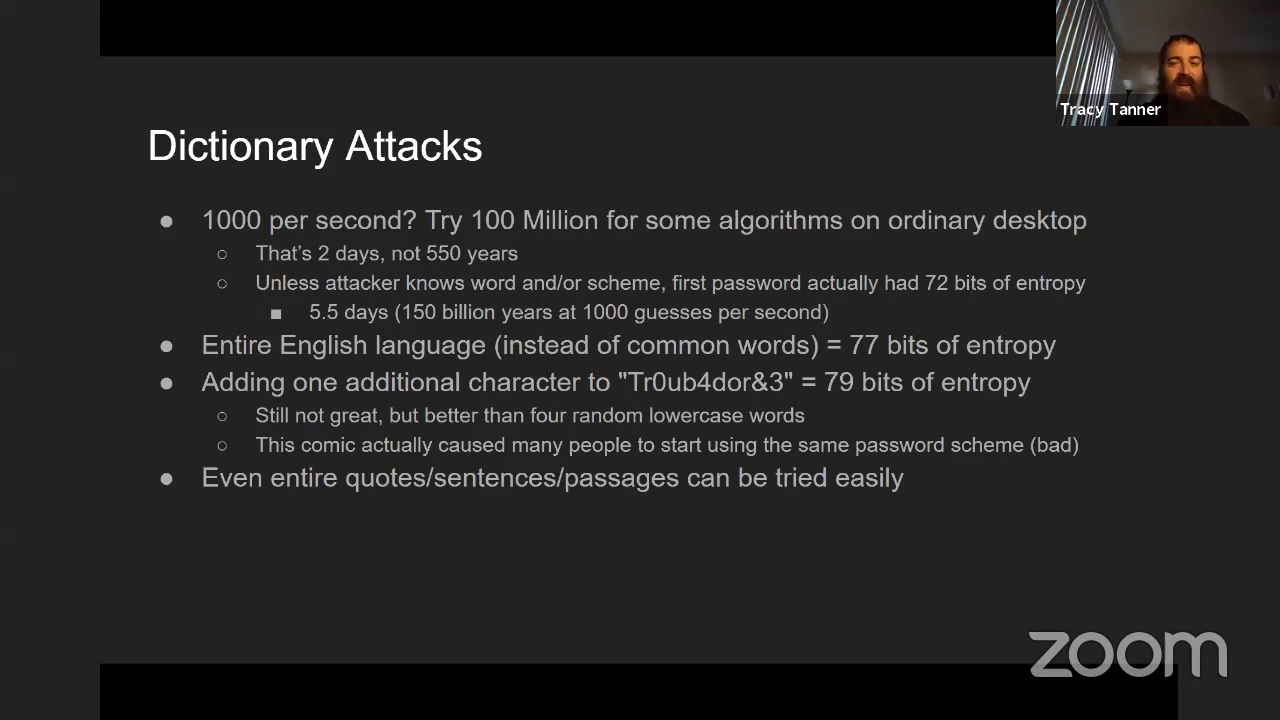 Tracy Tanner
Dictionary Attacks
● 1000 per second? Try 100 Million for some algorithms on ordinary desktop
○ That's 2 days, not 550 years
○ Unless attacker knows word and/or scheme, first password actually had 72 bits of entropy
■ 5.5 days (150 billion years at 1000 guesses per second)
● Entire English language (instead of common words) = 77 bits of entropy
● Adding one additional character to "Tr0ub4dor&3" = 79 bits of entropy
○ Still not great, but better than four random lowercase words
○ This comic actually caused many people to start using the same password scheme (bad)
● Even entire quotes/sentences/passages can be tried easily
zoom